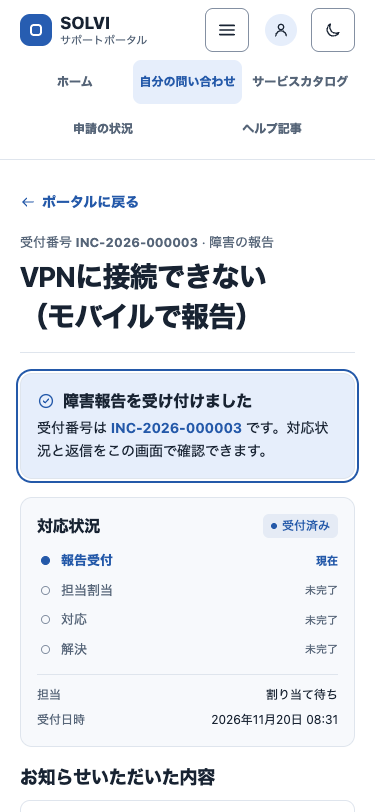 SOLVI
サポートポータル
ホーム
自分の問い合わせ
サービスカタログ
申請の状況
ヘルプ記事
← ポータルに戻る
受付番号 INC-2026-000003 · 障害の報告
VPNに接続できない
（モバイルで報告）
障害報告を受け付けました
受付番号は INC-2026-000003 です。対応状
況と返信をこの画面で確認できます。
対応状況
受付済み
報告受付 現在
担当割当 未完了
対応 未完了
解決 未完了
担当 割り当て待ち
受付日時 2026年11月20日 08:31
お知らせいただいた内容